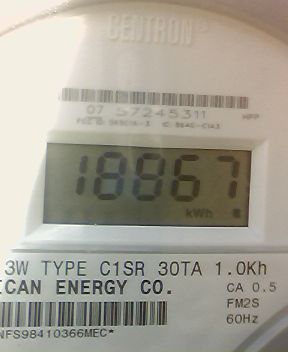 CENTRON®
07 57245311 MPP
18867
kWh
3W TYPE C1SR 30TA 1.0Kh
ICAN ENERGY CO. CA 0.5
FM2S
NFS98410366MEC* 60Hz